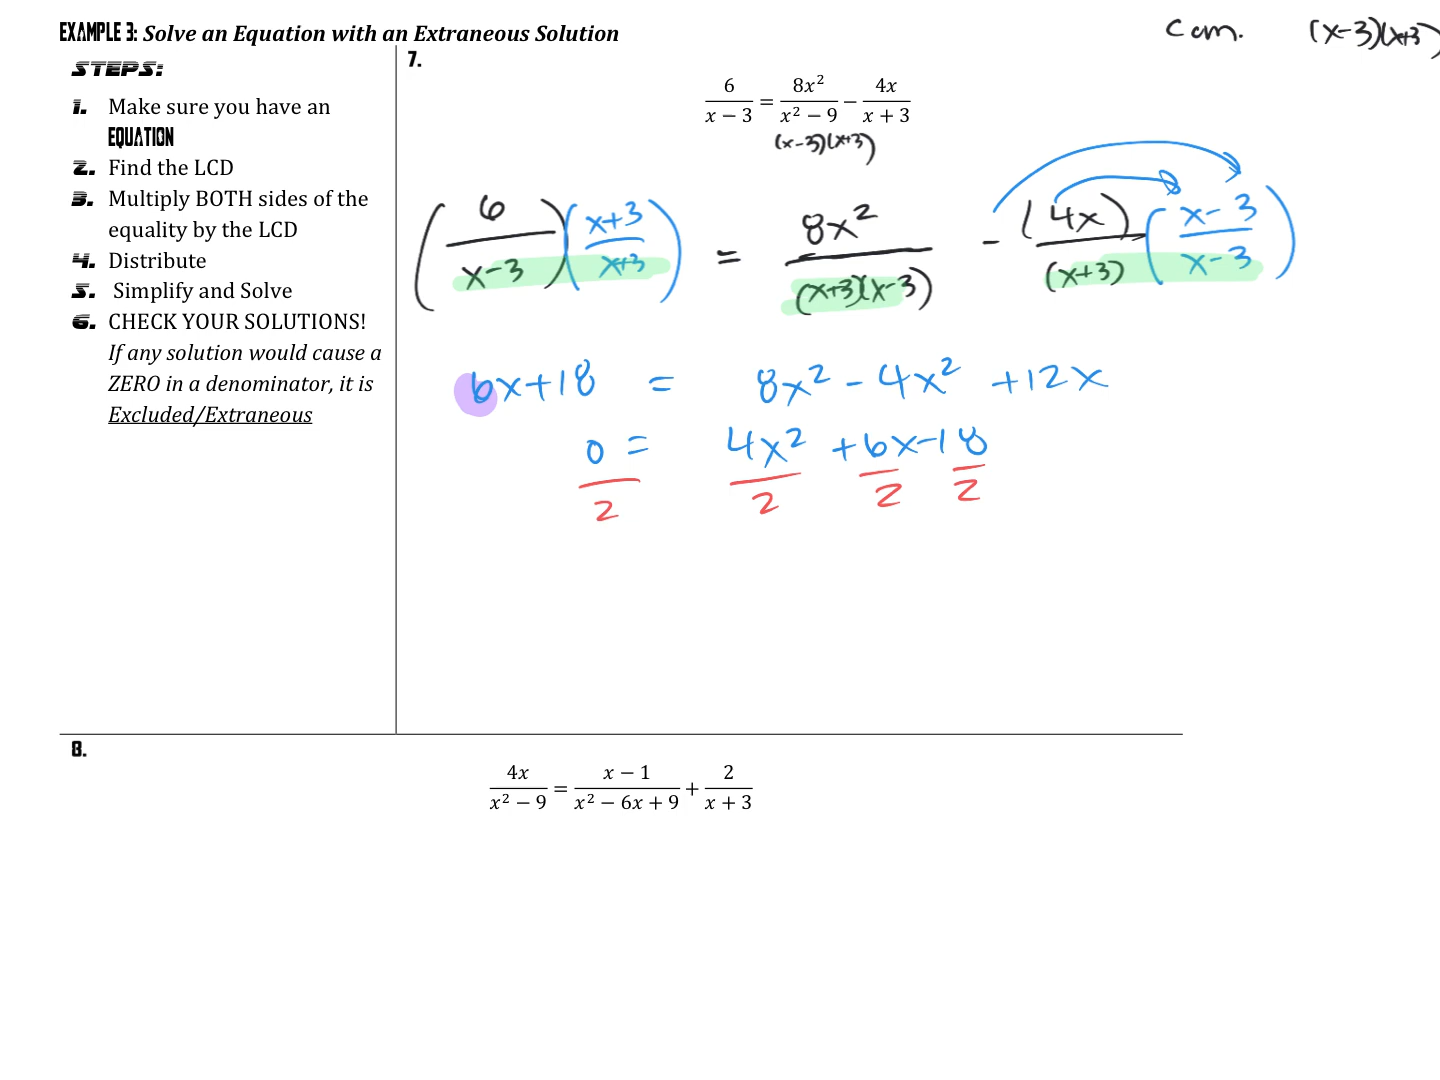 EXAMPLE 3: Solve an Equation with an Extraneous Solution
Com. (x-3)(x+3)
STEPS:
1. Make sure you have an
EQUATION
2. Find the LCD
3. Multiply BOTH sides of the
equality by the LCD
4. Distribute
5. Simplify and Solve
6. CHECK YOUR SOLUTIONS!
If any solution would cause a
ZERO in a denominator, it is
Excluded/Extraneous
7.
6/(x − 3) = 8x²/(x² − 9) − 4x/(x + 3)
(x-3)(x+3)
(6/(x-3))((x+3)/(x+3)) = 8x²/((x+3)(x-3)) - (4x)/(x+3) ((x-3)/(x-3))
6x+18 = 8x² - 4x² +12x
0 = 4x² +6x-18
2 2 2 2
8.
4x/(x² − 9) = (x − 1)/(x² − 6x + 9) + 2/(x + 3)